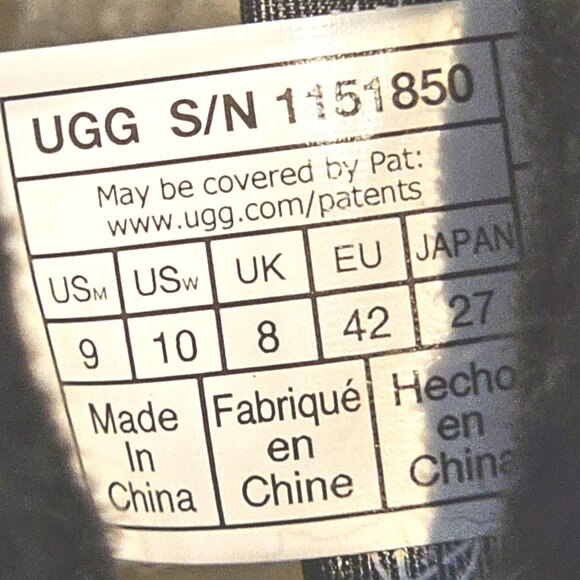 UGG S/N 1151850
May be covered by Pat:
www.ugg.com/patents
USM USW UK EU JAPAN
9 10 8 42 27
Made In China
Fabriqué en Chine
Hecho en China